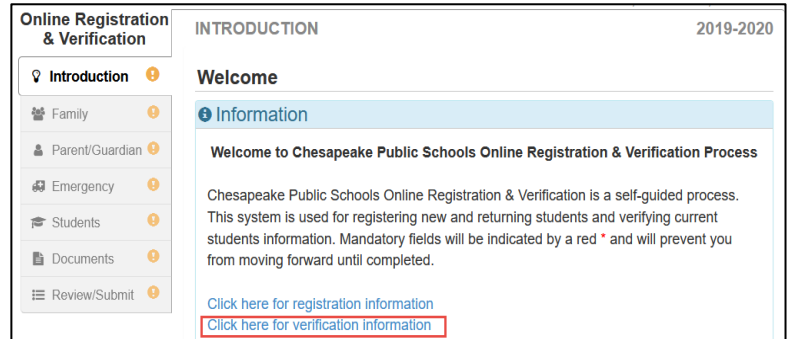 Online Registration
& Verification
INTRODUCTION 2019-2020
Introduction
Welcome
Family
Information
Parent/Guardian
Welcome to Chesapeake Public Schools Online Registration & Verification Process
Emergency
Chesapeake Public Schools Online Registration & Verification is a self-guided process.
Students
This system is used for registering new and returning students and verifying current
students information. Mandatory fields will be indicated by a red * and will prevent you
Documents
from moving forward until completed.
Review/Submit
Click here for registration information
Click here for verification information